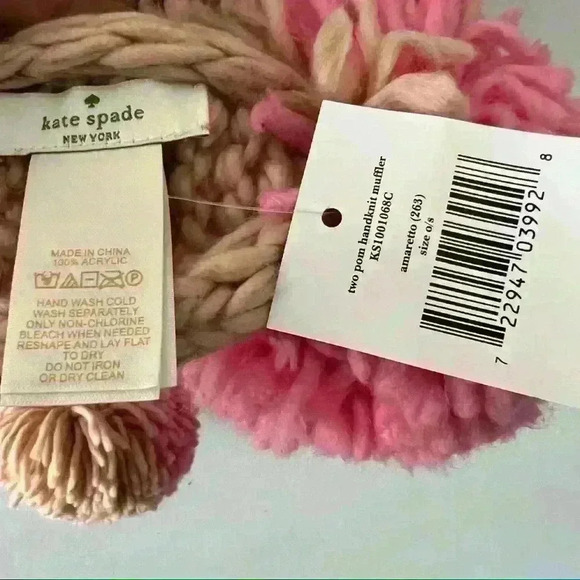 kate spade
NEW YORK
MADE IN CHINA
100% ACRYLIC
HAND WASH COLD
WASH SEPARATELY
ONLY NON-CHLORINE
BLEACH WHEN NEEDED
RESHAPE AND LAY FLAT
TO DRY
DO NOT IRON
OR DRY CLEAN
two pom handknit muffler
KS1001068C
amaretto (263)
size o/s
7 22947 03992 8